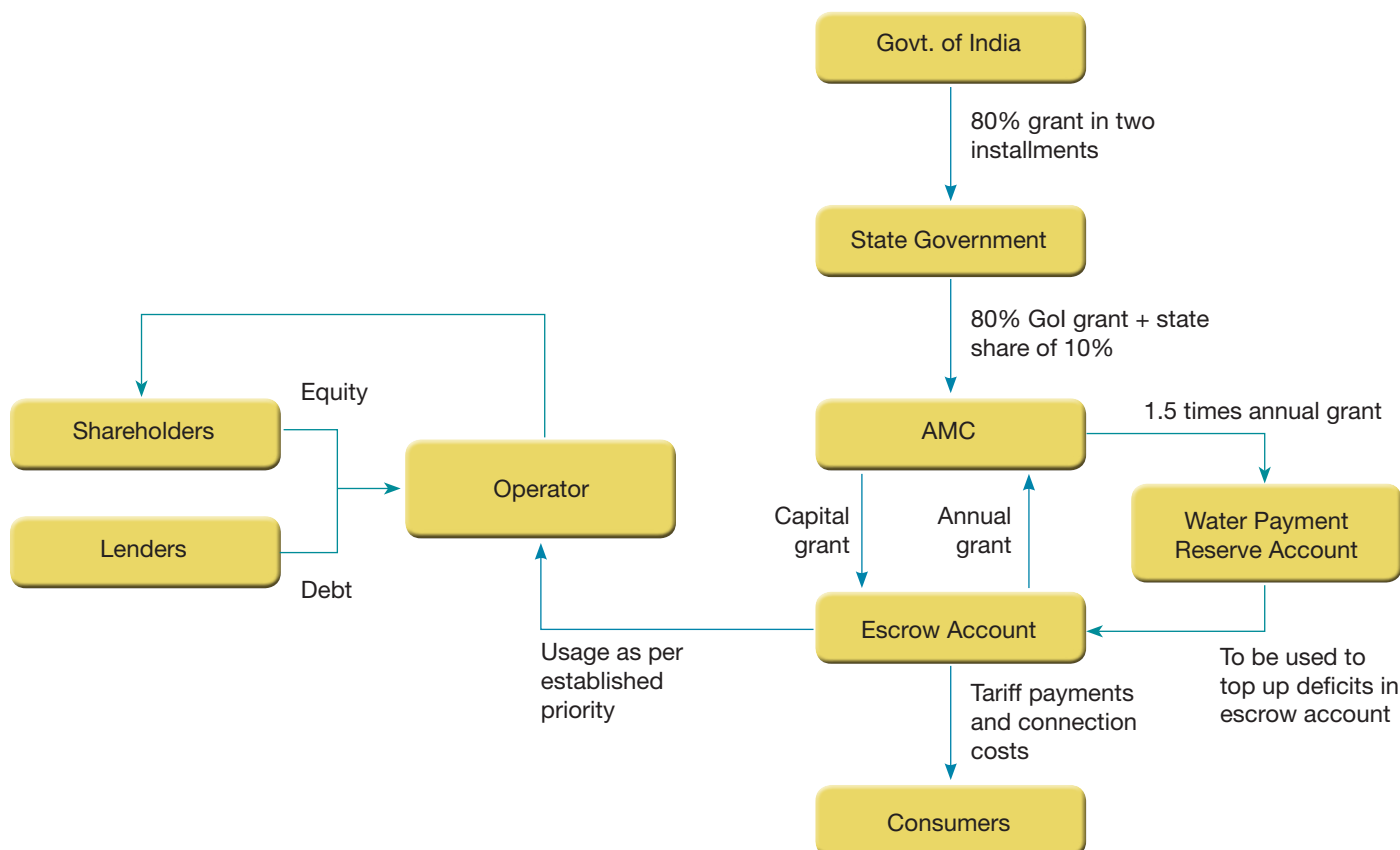 Govt. of India
80% grant in two
installments
State Government
80% GoI grant + state
share of 10%
Equity
Shareholders
AMC
1.5 times annual grant
Operator
Lenders
Debt
Capital
grant
Annual
grant
Water Payment
Reserve Account
Escrow Account
Usage as per
established
priority
Tariff payments
and connection
costs
To be used to
top up deficits in
escrow account
Consumers